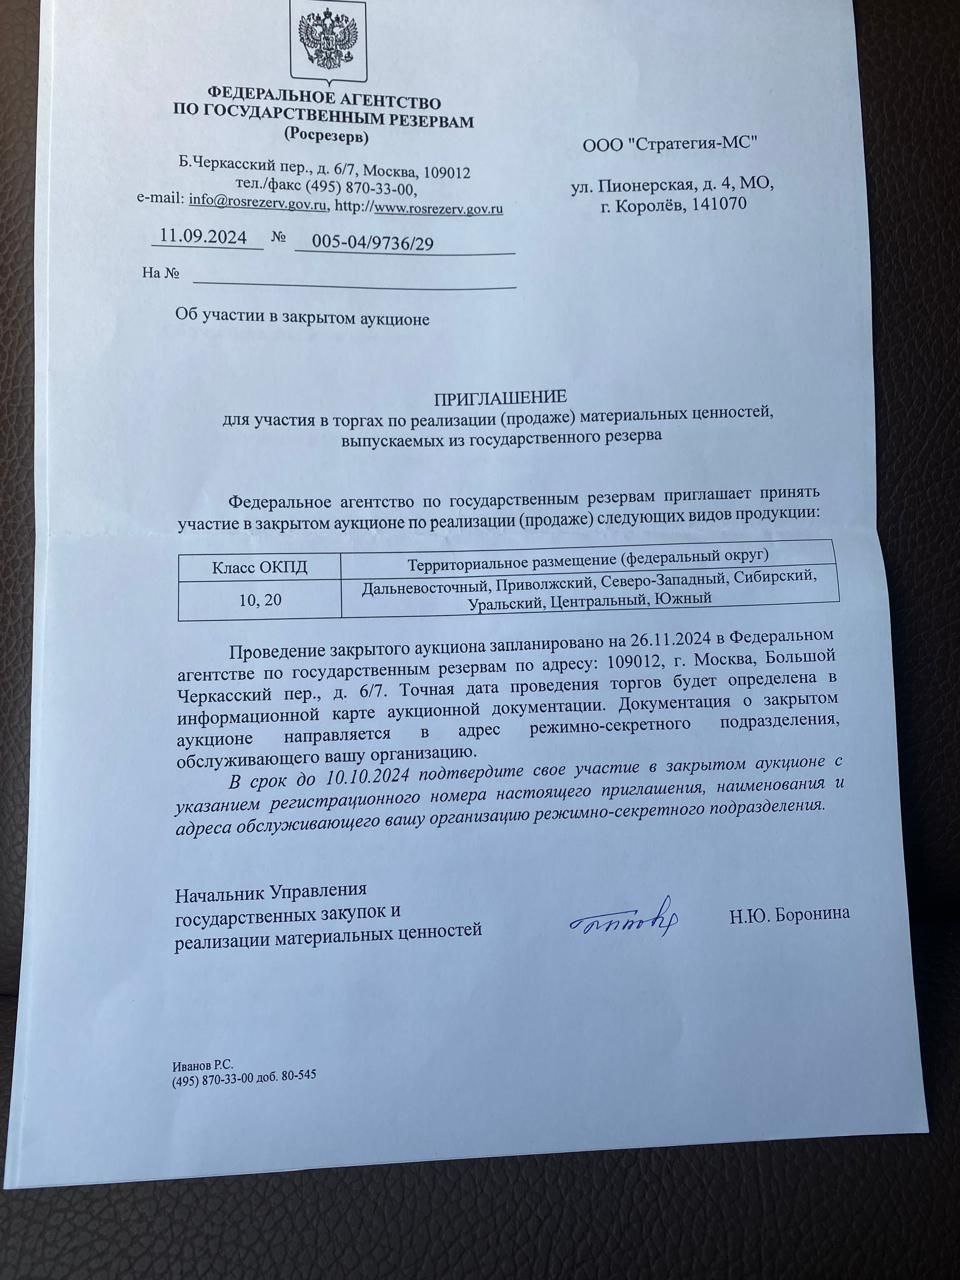 ФЕДЕРАЛЬНОЕ АГЕНТСТВО
ПО ГОСУДАРСТВЕННЫМ РЕЗЕРВАМ
(Росрезерв)
Б.Черкасский пер., д. 6/7, Москва, 109012
тел./факс (495) 870-33-00,
e-mail: info@rosrezerv.gov.ru, http://www.rosrezerv.gov.ru
11.09.2024 № 005-04/9736/29
На №
Об участии в закрытом аукционе
ООО "Стратегия-МС"
ул. Пионерская, д. 4, МО,
г. Королёв, 141070
ПРИГЛАШЕНИЕ
для участия в торгах по реализации (продаже) материальных ценностей,
выпускаемых из государственного резерва
Федеральное агентство по государственным резервам приглашает принять
участие в закрытом аукционе по реализации (продаже) следующих видов продукции:
Класс ОКПД
Территориальное размещение (федеральный округ)
10, 20
Дальневосточный, Приволжский, Северо-Западный, Сибирский,
Уральский, Центральный, Южный
Проведение закрытого аукциона запланировано на 26.11.2024 в Федеральном
агентстве по государственным резервам по адресу: 109012, г. Москва, Большой
Черкасский пер., д. 6/7. Точная дата проведения торгов будет определена в
информационной карте аукционной документации. Документация о закрытом
аукционе направляется в адрес режимно-секретного подразделения,
обслуживающего вашу организацию.
В срок до 10.10.2024 подтвердите свое участие в закрытом аукционе с
указанием регистрационного номера настоящего приглашения, наименования и
адреса обслуживающего вашу организацию режимно-секретного подразделения.
Начальник Управления
государственных закупок и
реализации материальных ценностей
Н.Ю. Боронина
Иванов Р.С.
(495) 870-33-00 доб. 80-545